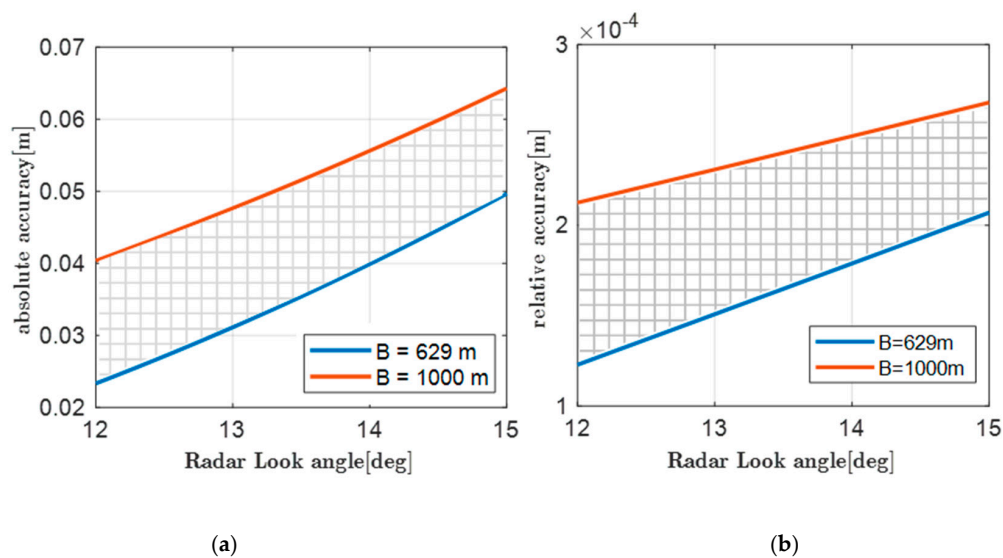 0.07
0.06
0.05
0.04
0.03
0.02
absolute accuracy[m]
12 13 14 15
Radar Look angle[deg]
B = 629 m
B = 1000 m
(a)
×10⁻⁴
3
2
1
relative accuracy[m]
12 13 14 15
Radar Look angle[deg]
B=629m
B=1000m
(b)